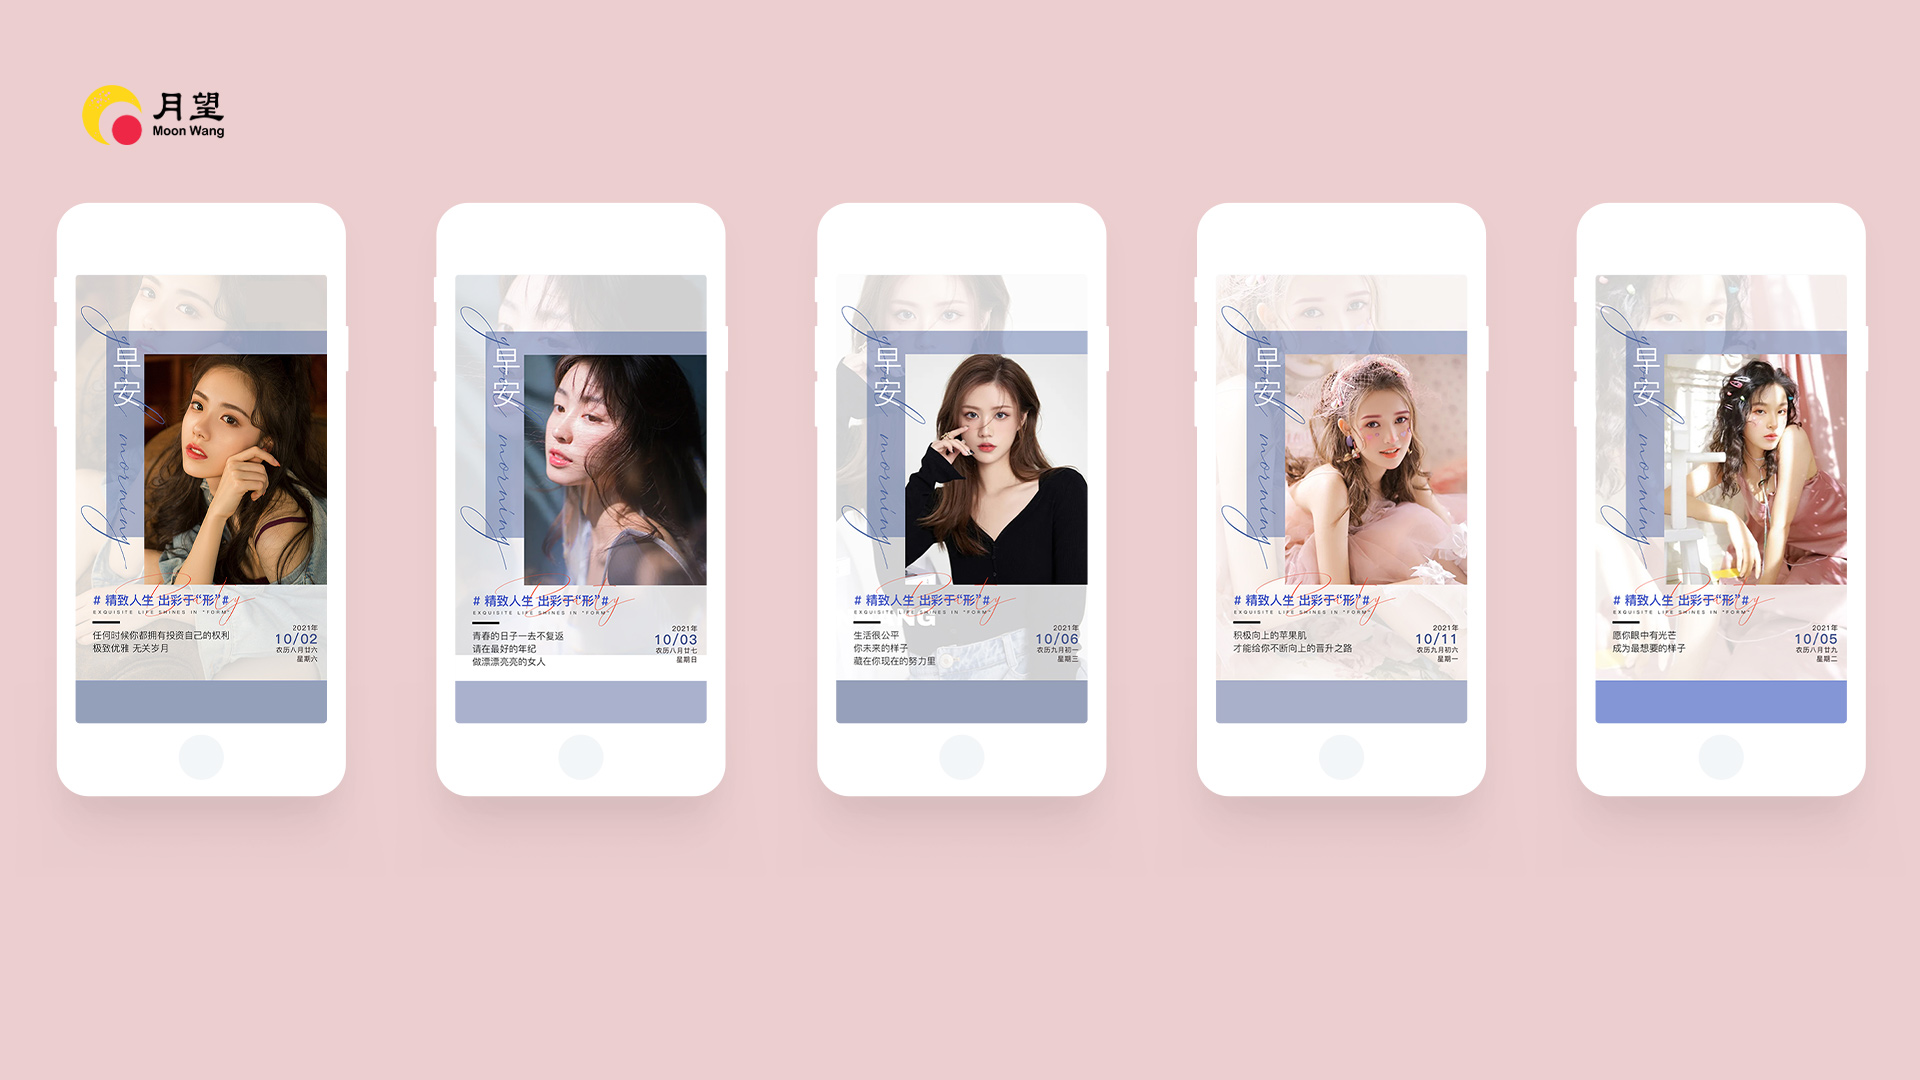 月望
Moon Wang
早安
good morning
Beauty
# 精致人生 出彩于“形”#
EXQUISITE LIFE SHINES IN "FORM"
任何时候你都拥有投资自己的权利
极致优雅 无关岁月
2021年
10/02
农历八月廿六
星期六
早安
good morning
Beauty
# 精致人生 出彩于“形”#
EXQUISITE LIFE SHINES IN "FORM"
青春的日子一去不复返
请在最好的年纪
做漂漂亮亮的女人
2021年
10/03
农历八月廿七
星期日
早安
good morning
Beauty
# 精致人生 出彩于“形”#
EXQUISITE LIFE SHINES IN "FORM"
生活很公平
你未来的样子
藏在你现在的努力里
2021年
10/06
农历九月初一
星期三
早安
good morning
Beauty
# 精致人生 出彩于“形”#
EXQUISITE LIFE SHINES IN "FORM"
积极向上的苹果肌
才能给你不断向上的晋升之路
2021年
10/11
农历九月初六
星期一
早安
good morning
Beauty
# 精致人生 出彩于“形”#
EXQUISITE LIFE SHINES IN "FORM"
愿你眼中有光芒
成为最想要的样子
2021年
10/05
农历八月廿九
星期二